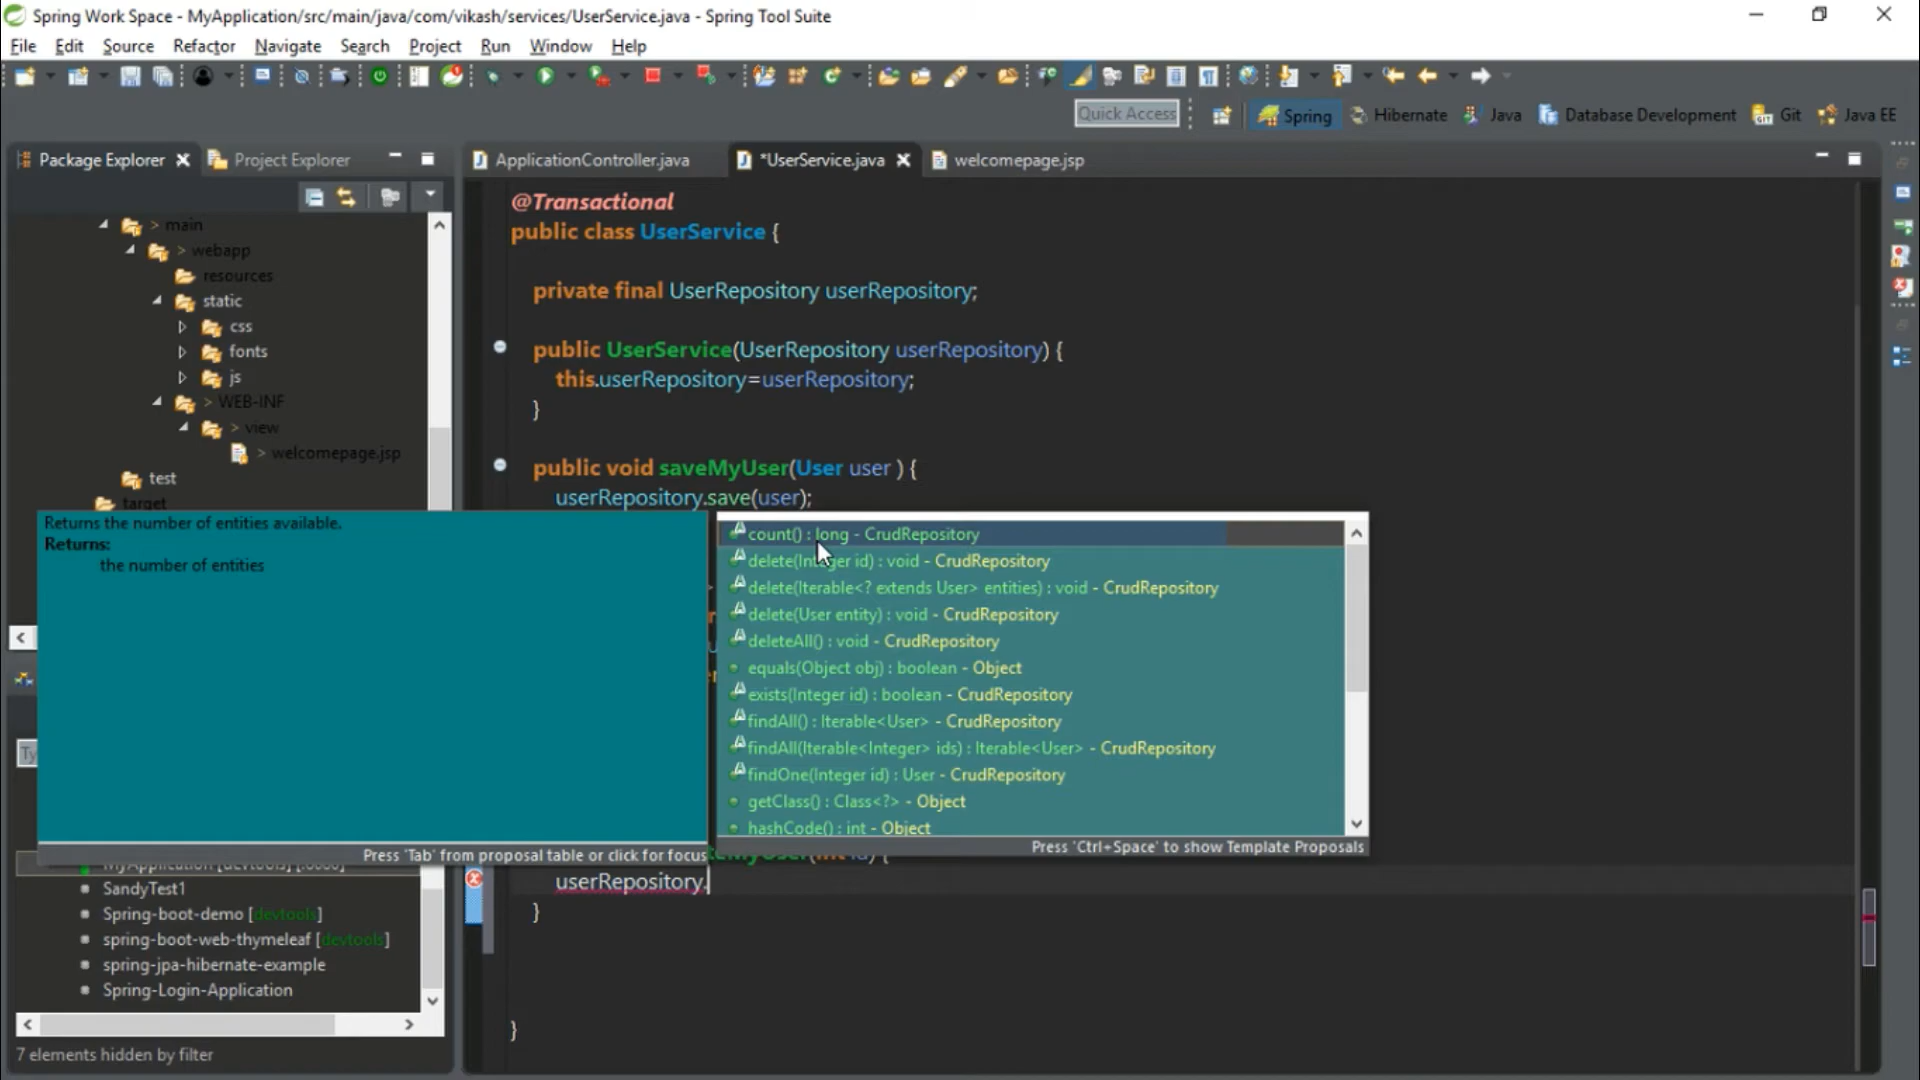 Spring Work Space - MyApplication/src/main/java/com/vikash/services/UserService.java - Spring Tool Suite
File Edit Source Refactor Navigate Search Project Run Window Help
Quick Access Spring Hibernate Java Database Development Git Java EE
Package Explorer Project Explorer ApplicationController.java *UserService.java welcomepage.jsp
> main
> webapp
resources
static
css
fonts
js
> WEB-INF
> view
> welcomepage.jsp
test
target
@Transactional
public class UserService {
private final UserRepository userRepository;
public UserService(UserRepository userRepository) {
this.userRepository=userRepository;
}
public void saveMyUser(User user ) {
userRepository.save(user);
Returns the number of entities available.
Returns:
the number of entities
Press 'Tab' from proposal table or click for focus
count() : long - CrudRepository
delete(Integer id) : void - CrudRepository
delete(Iterable<? extends User> entities) : void - CrudRepository
delete(User entity) : void - CrudRepository
deleteAll() : void - CrudRepository
equals(Object obj) : boolean - Object
exists(Integer id) : boolean - CrudRepository
findAll() : Iterable<User> - CrudRepository
findAll(Iterable<Integer> ids) : Iterable<User> - CrudRepository
findOne(Integer id) : User - CrudRepository
getClass() : Class<?> - Object
hashCode() : int - Object
Press 'Ctrl+Space' to show Template Proposals
userRepository.
}
}
MyApplication [devtools]
SandyTest1
Spring-boot-demo [devtools]
spring-boot-web-thymeleaf [devtools]
spring-jpa-hibernate-example
Spring-Login-Application
7 elements hidden by filter